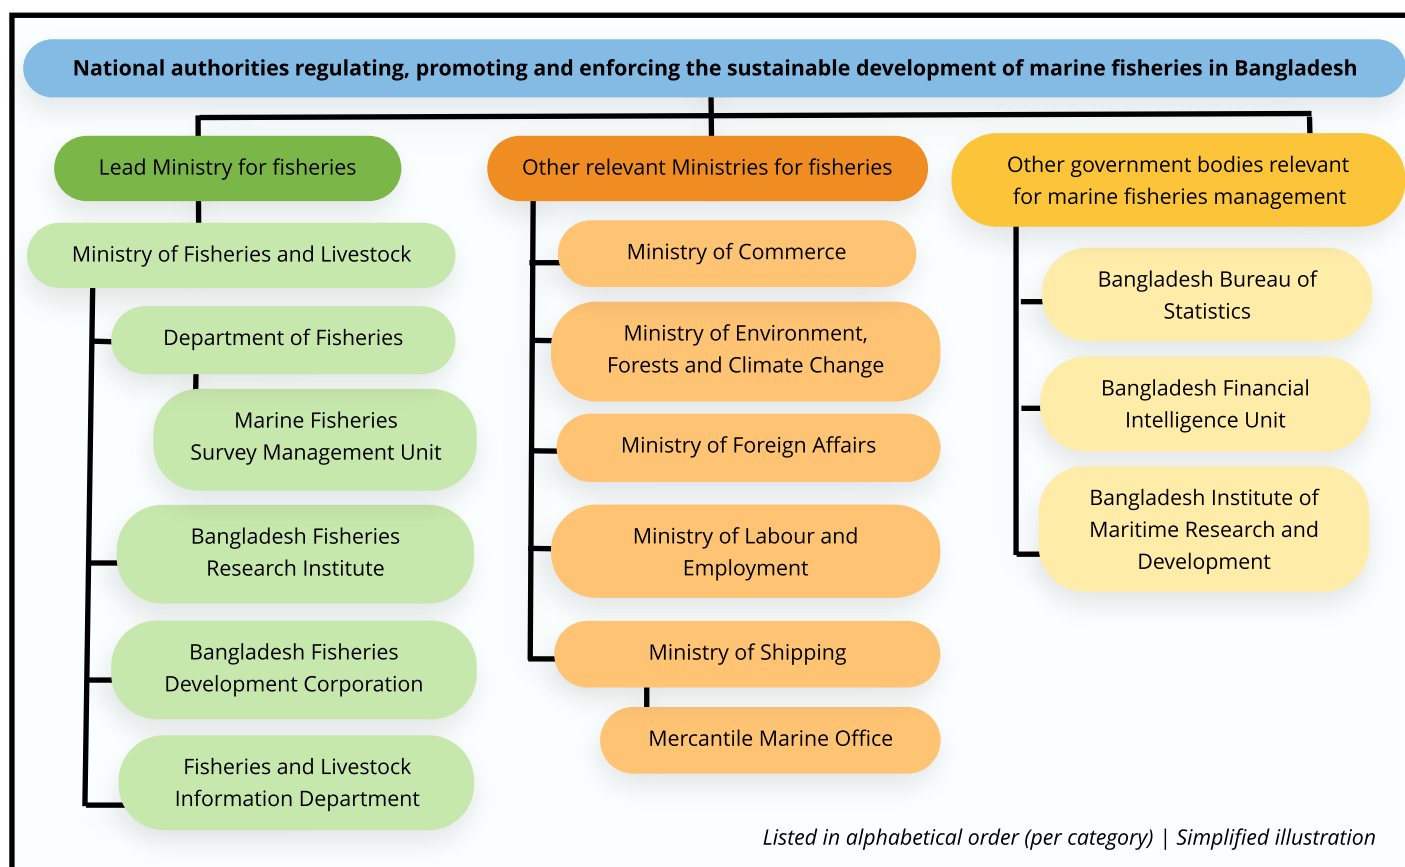 National authorities regulating, promoting and enforcing the sustainable development of marine fisheries in Bangladesh
Lead Ministry for fisheries
Ministry of Fisheries and Livestock
Department of Fisheries
Marine Fisheries
Survey Management Unit
Bangladesh Fisheries
Research Institute
Bangladesh Fisheries
Development Corporation
Fisheries and Livestock
Information Department
Other relevant Ministries for fisheries
Ministry of Commerce
Ministry of Environment,
Forests and Climate Change
Ministry of Foreign Affairs
Ministry of Labour and
Employment
Ministry of Shipping
Mercantile Marine Office
Other government bodies relevant
for marine fisheries management
Bangladesh Bureau of
Statistics
Bangladesh Financial
Intelligence Unit
Bangladesh Institute of
Maritime Research and
Development
Listed in alphabetical order (per category) | Simplified illustration